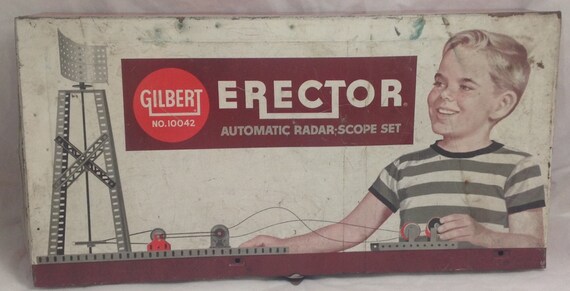 GILBERT
NO. 10042
ERECTOR
AUTOMATIC RADAR-SCOPE SET